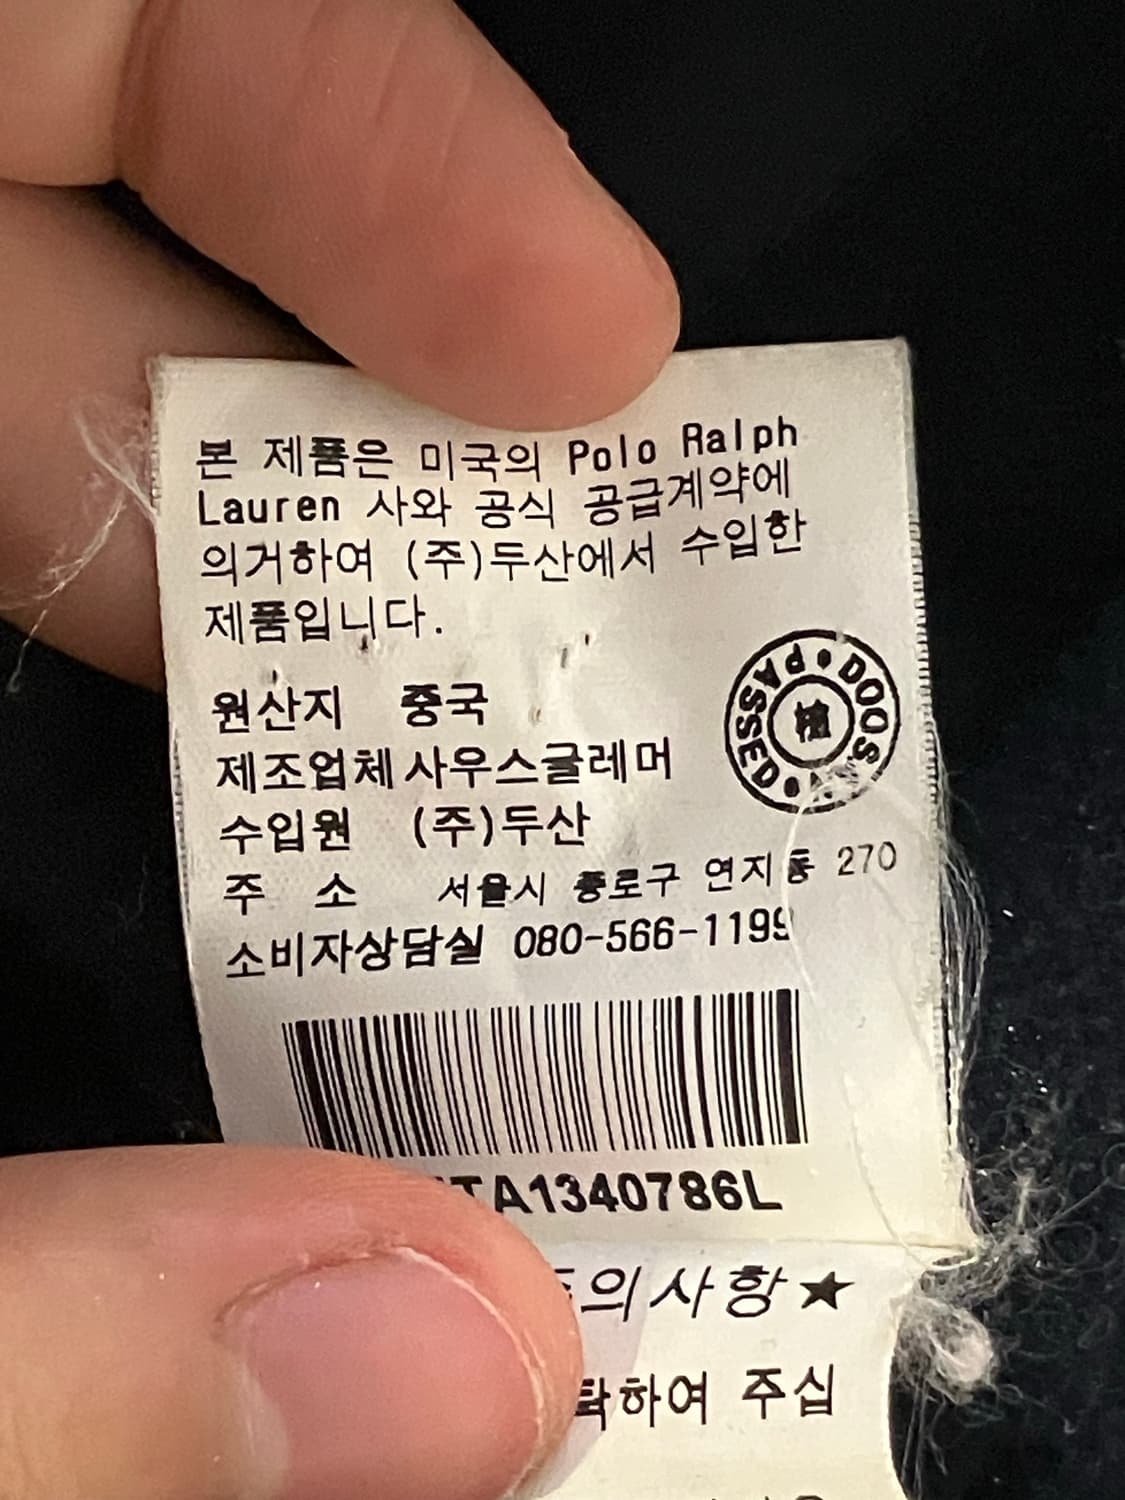 본 제품은 미국의 Polo Ralph
Lauren 사와 공식 공급계약에
의거하여 (주)두산에서 수입한
제품입니다.
원산지 중국
제조업체 사우스귤레머
수입원 (주)두산
주 소 서울시 종로구 연지동 270
소비자상담실 080-566-1199
PASSED
TA1340786L
의사항★
하여 주십